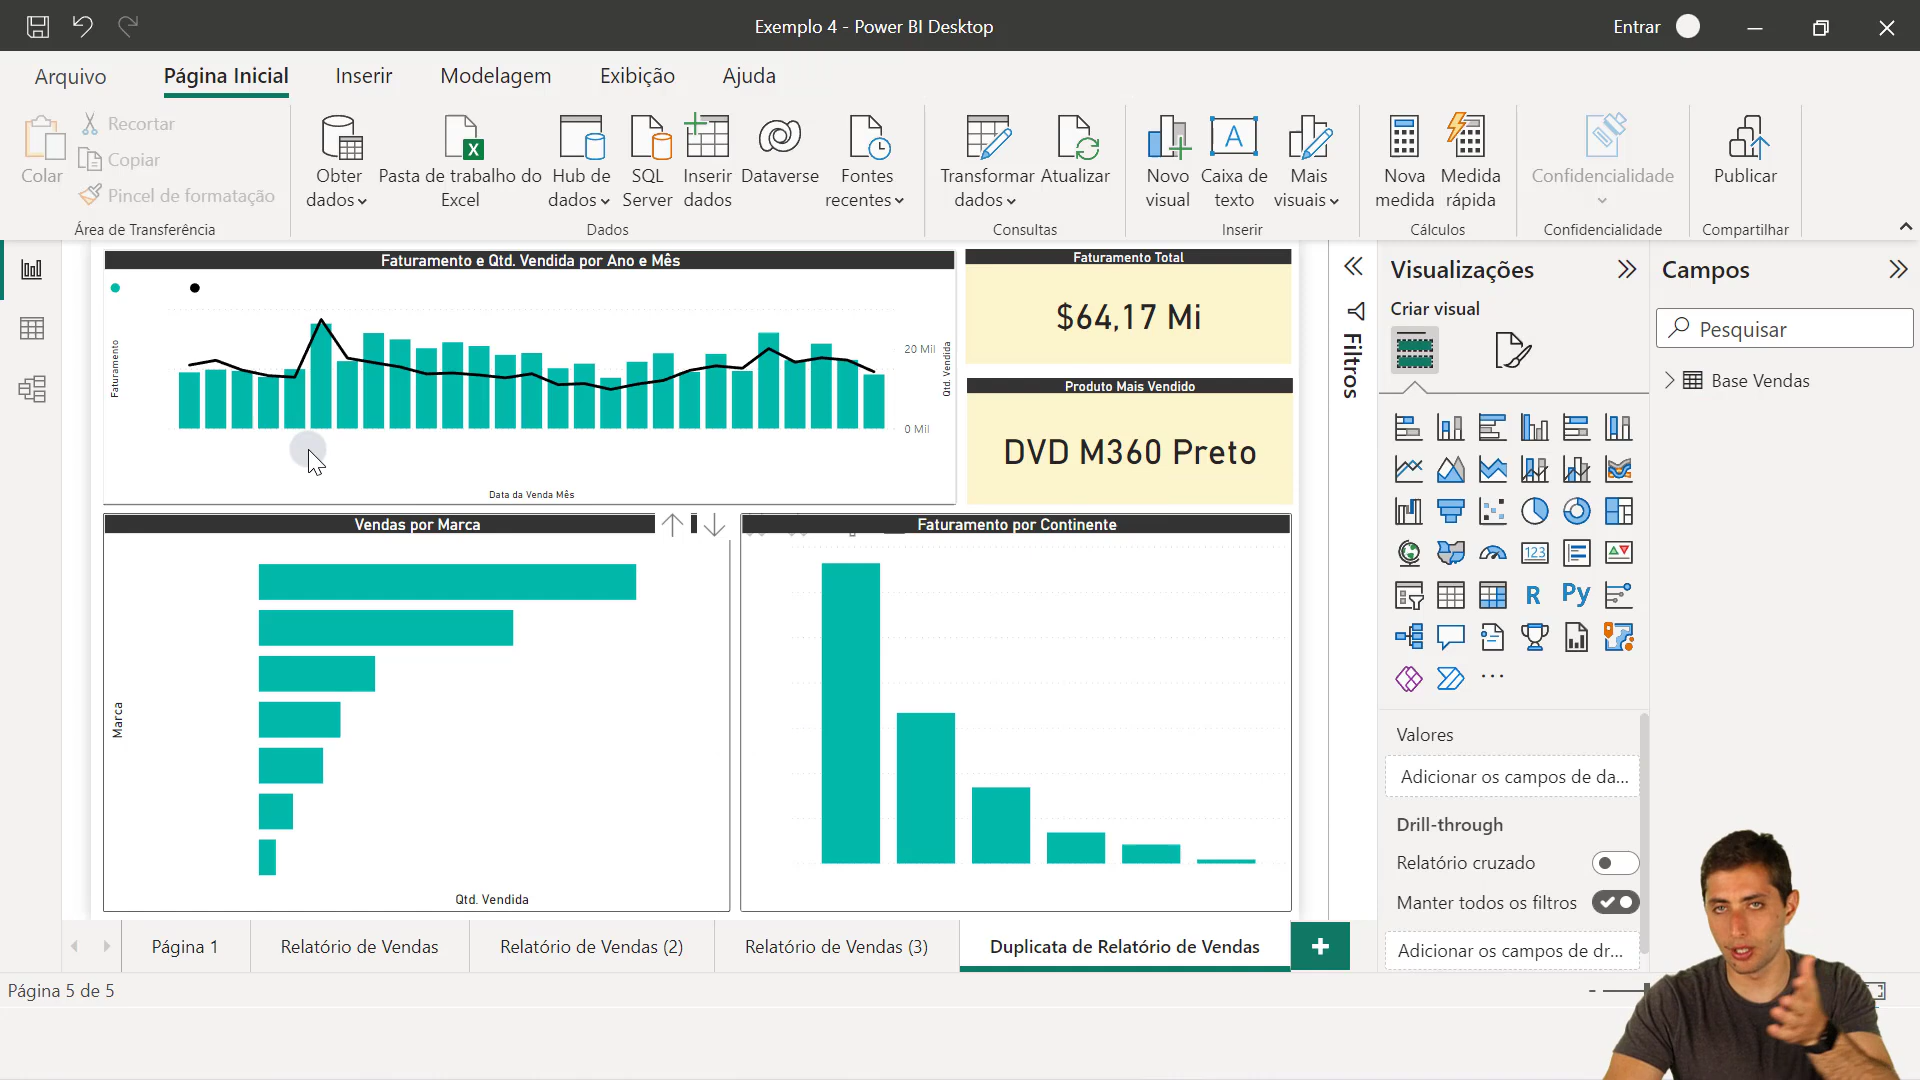 Exemplo 4 - Power BI Desktop
Entrar
Arquivo
Página Inicial
Inserir
Modelagem
Exibição
Ajuda
Colar
Recortar
Copiar
Pincel de formatação
Área de Transferência
Obter dados
Pasta de trabalho do Excel
Hub de dados
SQL Server
Inserir dados
Dataverse
Fontes recentes
Dados
Transformar dados
Atualizar
Consultas
Novo visual
Caixa de texto
Mais visuais
Inserir
Nova medida
Medida rápida
Cálculos
Confidencialidade
Confidencialidade
Publicar
Compartilhar
Faturamento e Qtd. Vendida por Ano e Mês
Faturamento
20 Mil
0 Mil
Qtd. Vendida
Data da Venda Mês
Faturamento Total
$64,17 Mi
Produto Mais Vendido
DVD M360 Preto
Vendas por Marca
Marca
Qtd. Vendida
Faturamento por Continente
Filtros
Visualizações
Criar visual
123
R
Py
Valores
Adicionar os campos de da...
Drill-through
Relatório cruzado
Manter todos os filtros
Adicionar os campos de dr...
Campos
Pesquisar
Base Vendas
Página 1
Relatório de Vendas
Relatório de Vendas (2)
Relatório de Vendas (3)
Duplicata de Relatório de Vendas
+
Página 5 de 5